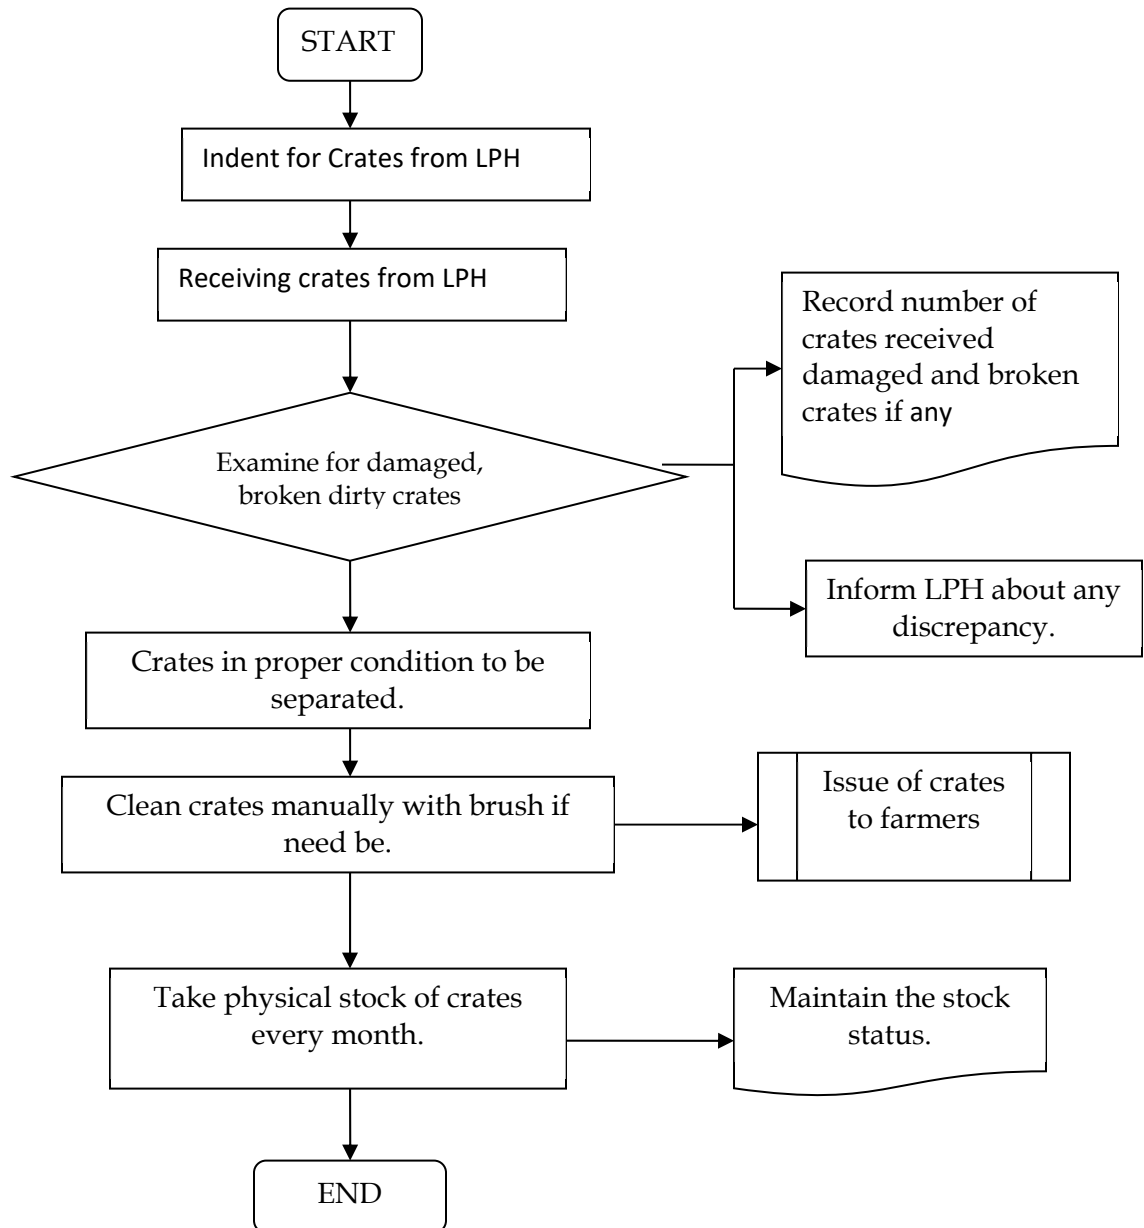 START
Indent for Crates from LPH
Receiving crates from LPH
Record number of
crates received
damaged and broken
crates if any
Examine for damaged,
broken dirty crates
Inform LPH about any
discrepancy.
Crates in proper condition to be
separated.
Clean crates manually with brush if
need be.
Issue of crates
to farmers
Take physical stock of crates
every month.
Maintain the stock
status.
END